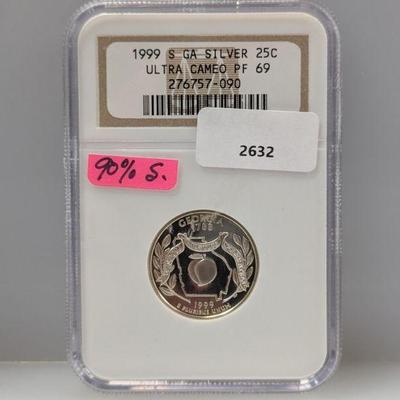 1999 S GA SILVER 25C
ULTRA CAMEO PF 69
276757-090
2632
90% S.
GEORGIA
1788
1999
E PLURIBUS UNUM